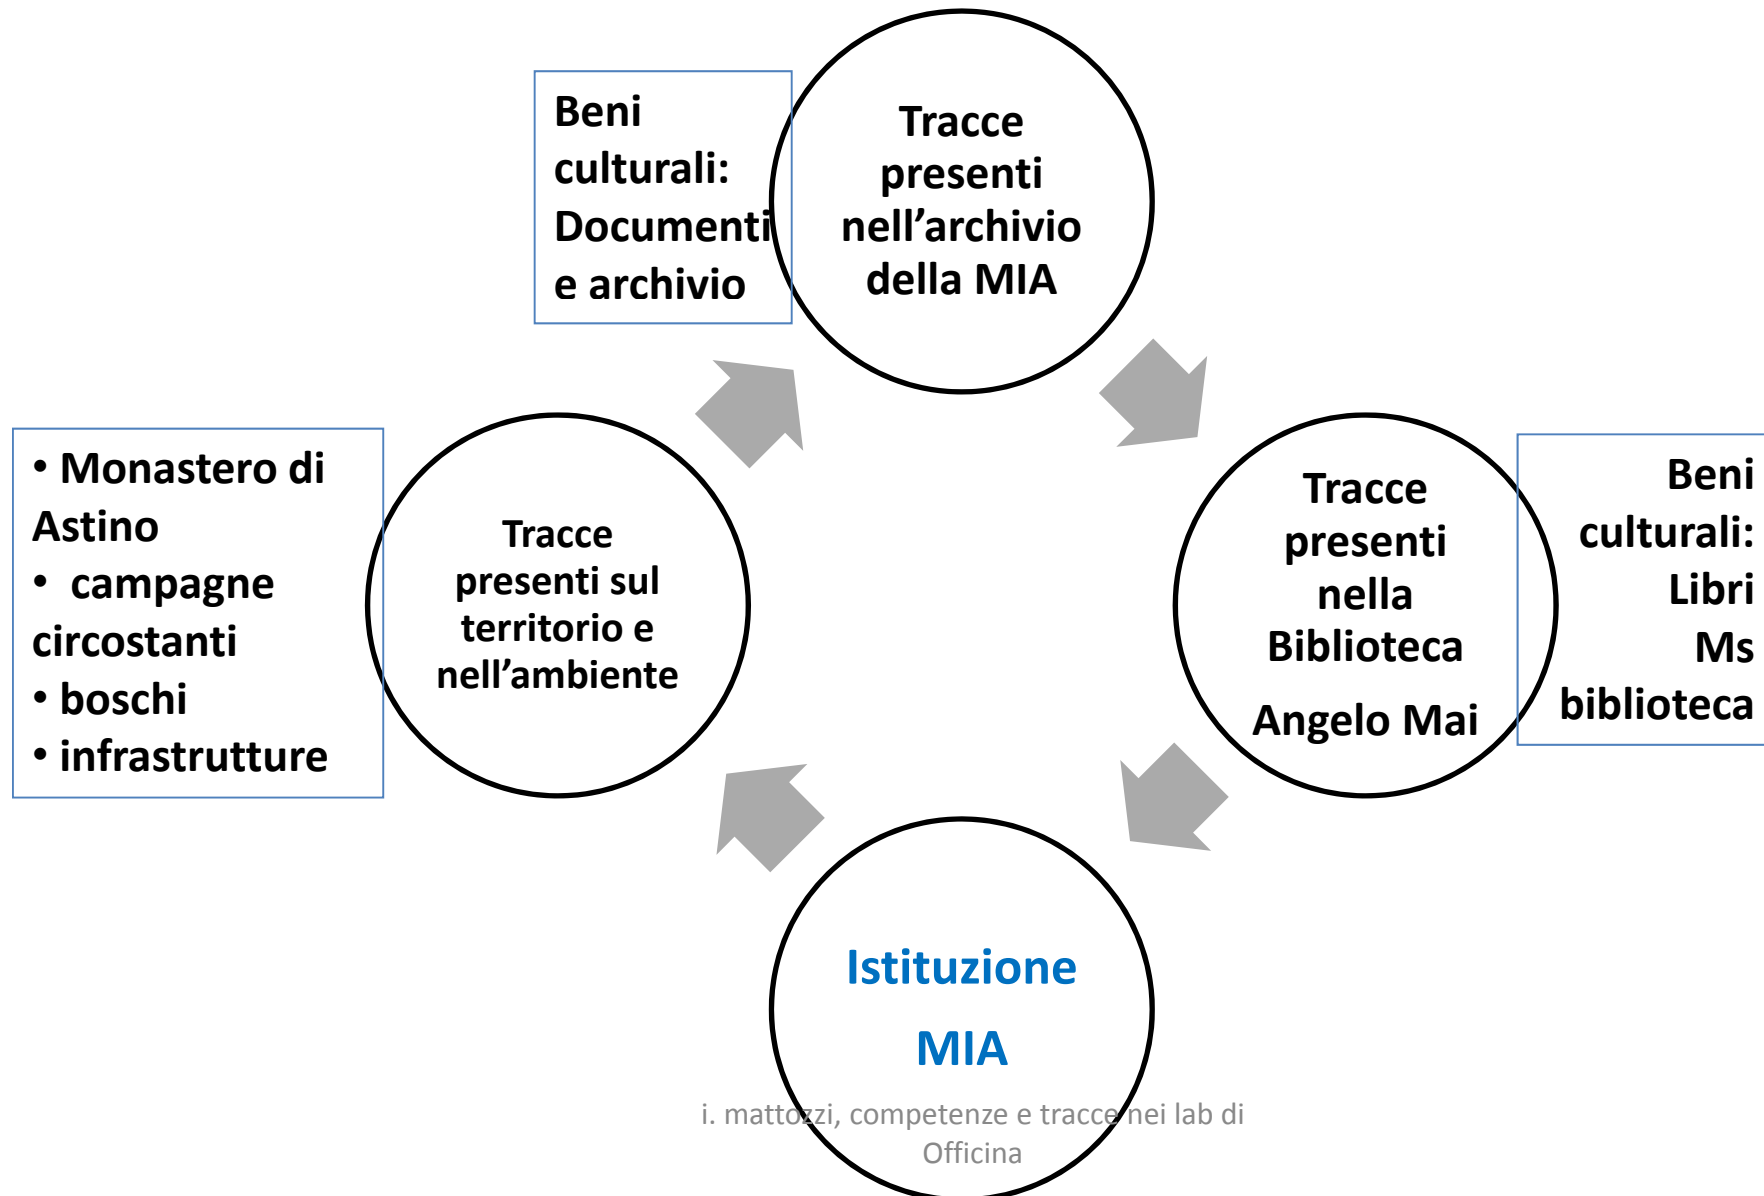 Beni
culturali:
Documenti
e archivio
Tracce
presenti
nell’archivio
della MIA
• Monastero di
Astino
• campagne
circostanti
• boschi
• infrastrutture
Tracce
presenti sul
territorio e
nell’ambiente
Tracce
presenti
nella
Biblioteca
Angelo Mai
Beni
culturali:
Libri
Ms
biblioteca
Istituzione
MIA
i. mattozzi, competenze e tracce nei lab di
Officina